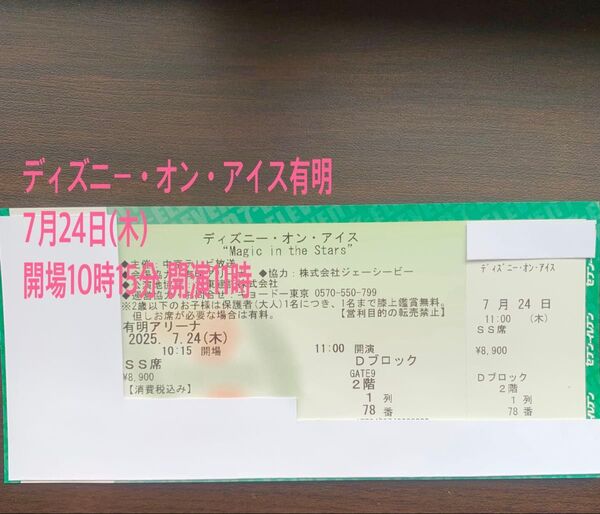 ディズニー・オン・アイス有明
7月24日(木)
開場10時15分 開演11時
ディズニー・オン・アイス
“Magic in the Stars”
◆協力：株式会社ジェーシービー
0570-550-799
※2歳以下のお子様は保護者(大人)1名につき、1名まで膝上鑑賞無料。
但しお席が必要な場合は有料。 【営利目的の転売禁止】
有明アリーナ
2025. 7.24(木)
10:15 開場
11:00 開演
SS席
¥8,900
【消費税込み】
Dブロック
GATE9
2階
1 列
78 番
ディズニー・オン・アイス
7 月 24 日
11:00 (木)
SS席
¥8,900
Dブロック
2階
1 列
78 番
セブン-イレブン